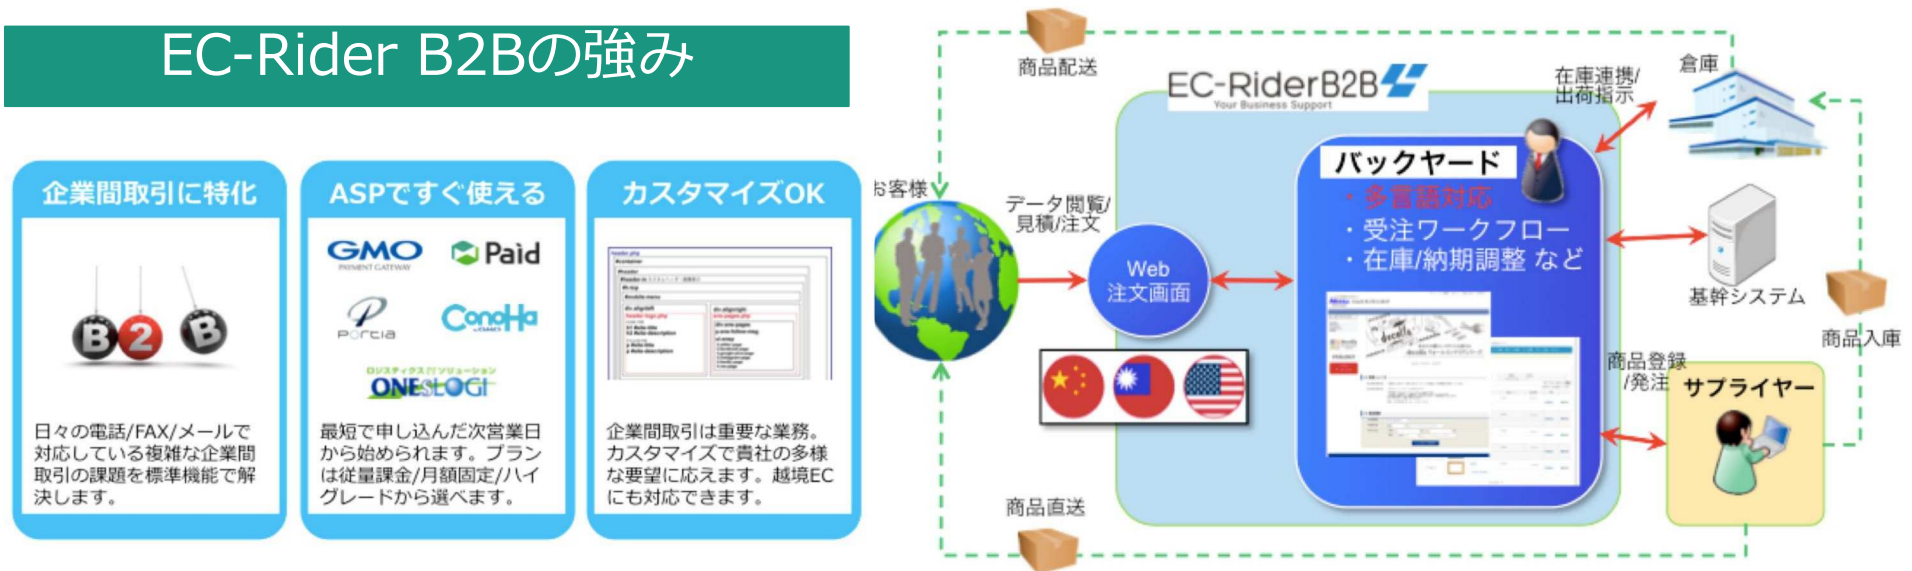 EC-Rider B2Bの強み
企業間取引に特化
B2B
日々の電話/FAX/メールで
対応している複雑な企業間
取引の課題を標準機能で解
決します。
ASPですぐ使える
GMO
PAYMENT GATEWAY
Paid
PORTIA
ConoHa
by GMO
ロジスティクスITソリューション
ONESLOGI
最短で申し込んだ次営業日
から始められます。プラン
は従量課金/月額固定/ハイ
グレードから選べます。
カスタマイズOK
header.php
#container
#header
企業間取引は重要な業務。
カスタマイズで貴社の多様
な要望に応えます。越境EC
にも対応できます。
商品配送
EC-RiderB2B
Your Business Support
在庫連携/
出荷指示
倉庫
お客様
データ閲覧/
見積/注文
Web
注文画面
バックヤード
・多言語対応
・受注ワークフロー
・在庫/納期調整 など
基幹システム
商品入庫
商品登録
/発注
サプライヤー
商品直送